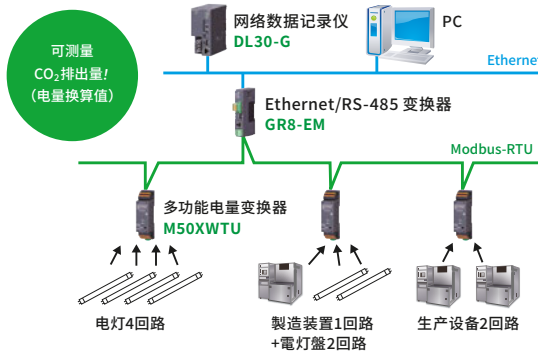 可测量
CO₂排出量!
（电量换算值）
网络数据记录仪
DL30-G
PC
Ethernet
Ethernet/RS-485 变换器
GR8-EM
Modbus-RTU
多功能电量变换器
M50XWTU
电灯4回路
製造装置1回路
+電灯盤2回路
生产设备2回路